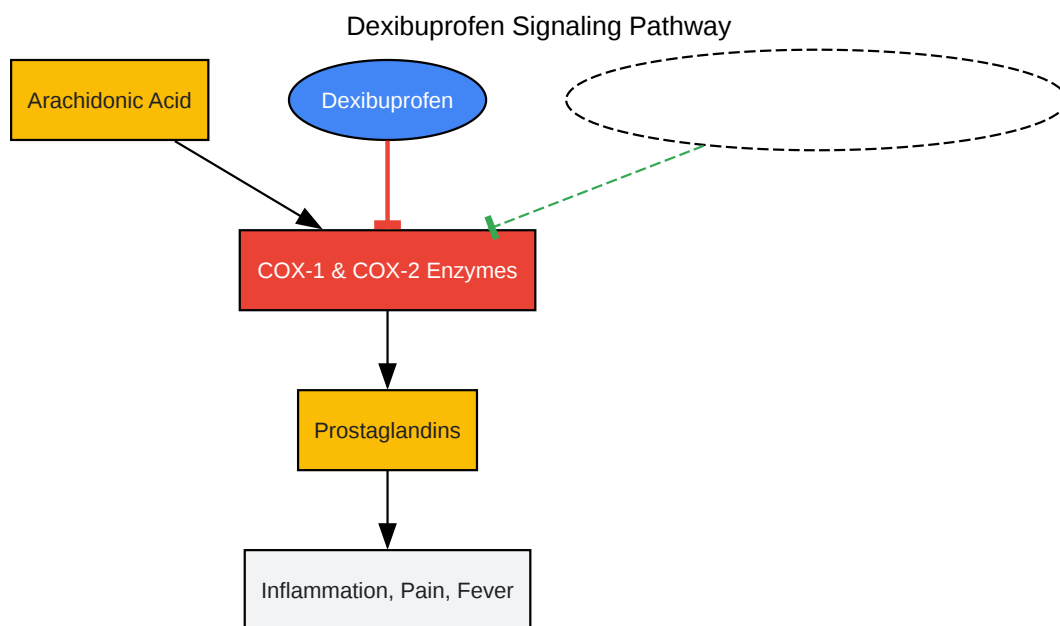 Dexibuprofen Signaling Pathway
Arachidonic Acid
Dexibuprofen
COX-1 & COX-2 Enzymes
Prostaglandins
Inflammation, Pain, Fever